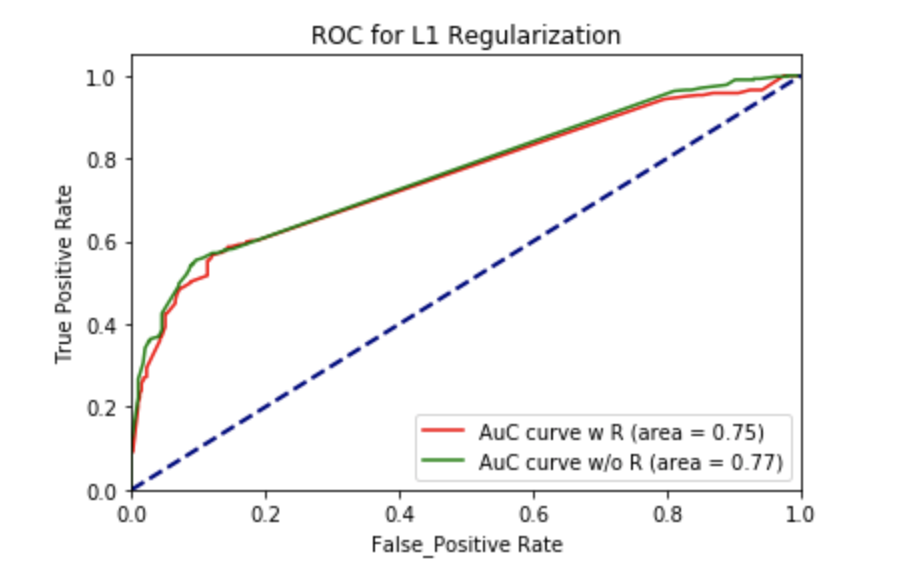 ROC for L1 Regularization
1.0
0.8
0.6
0.4
0.2
0.0
True Positive Rate
AuC curve w R (area = 0.75)
AuC curve w/o R (area = 0.77)
0.0 0.2 0.4 0.6 0.8 1.0
False_Positive Rate